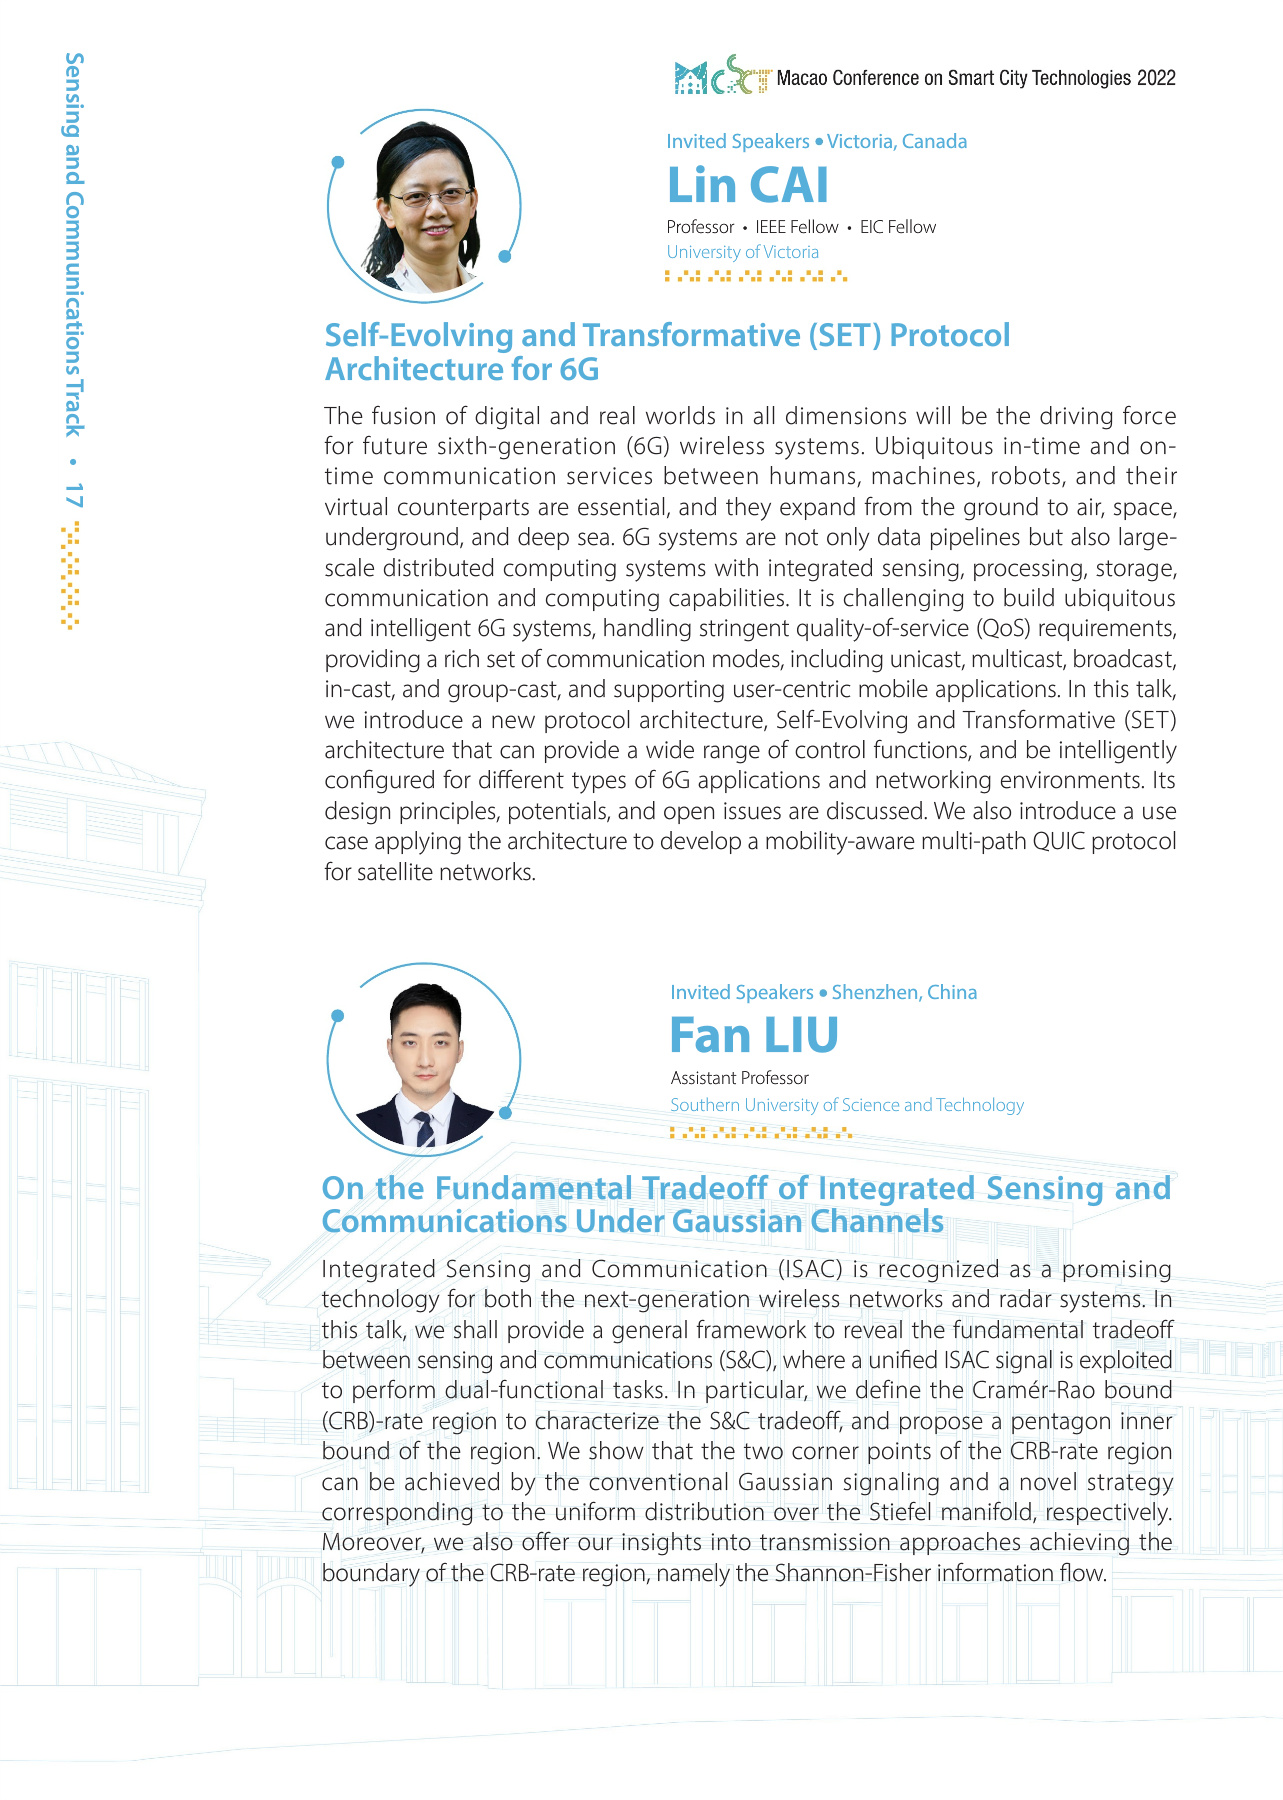 Sensing and Communications Track • 17
MCSCT Macao Conference on Smart City Technologies 2022
Invited Speakers • Victoria, Canada
Lin CAI
Professor • IEEE Fellow • EIC Fellow
University of Victoria
Self-Evolving and Transformative (SET) Protocol
Architecture for 6G
The fusion of digital and real worlds in all dimensions will be the driving force
for future sixth-generation (6G) wireless systems. Ubiquitous in-time and on-
time communication services between humans, machines, robots, and their
virtual counterparts are essential, and they expand from the ground to air, space,
underground, and deep sea. 6G systems are not only data pipelines but also large-
scale distributed computing systems with integrated sensing, processing, storage,
communication and computing capabilities. It is challenging to build ubiquitous
and intelligent 6G systems, handling stringent quality-of-service (QoS) requirements,
providing a rich set of communication modes, including unicast, multicast, broadcast,
in-cast, and group-cast, and supporting user-centric mobile applications. In this talk,
we introduce a new protocol architecture, Self-Evolving and Transformative (SET)
architecture that can provide a wide range of control functions, and be intelligently
configured for different types of 6G applications and networking environments. Its
design principles, potentials, and open issues are discussed. We also introduce a use
case applying the architecture to develop a mobility-aware multi-path QUIC protocol
for satellite networks.
Invited Speakers • Shenzhen, China
Fan LIU
Assistant Professor
Southern University of Science and Technology
On the Fundamental Tradeoff of Integrated Sensing and
Communications Under Gaussian Channels
Integrated Sensing and Communication (ISAC) is recognized as a promising
technology for both the next-generation wireless networks and radar systems. In
this talk, we shall provide a general framework to reveal the fundamental tradeoff
between sensing and communications (S&C), where a unified ISAC signal is exploited
to perform dual-functional tasks. In particular, we define the Cramér-Rao bound
(CRB)-rate region to characterize the S&C tradeoff, and propose a pentagon inner
bound of the region. We show that the two corner points of the CRB-rate region
can be achieved by the conventional Gaussian signaling and a novel strategy
corresponding to the uniform distribution over the Stiefel manifold, respectively.
Moreover, we also offer our insights into transmission approaches achieving the
boundary of the CRB-rate region, namely the Shannon-Fisher information flow.